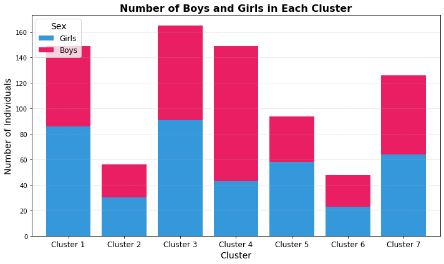 Number of Boys and Girls in Each Cluster
Sex
Girls
Boys
Number of Individuals
160
140
120
100
80
60
40
20
0
Cluster 1 Cluster 2 Cluster 3 Cluster 4 Cluster 5 Cluster 6 Cluster 7
Cluster